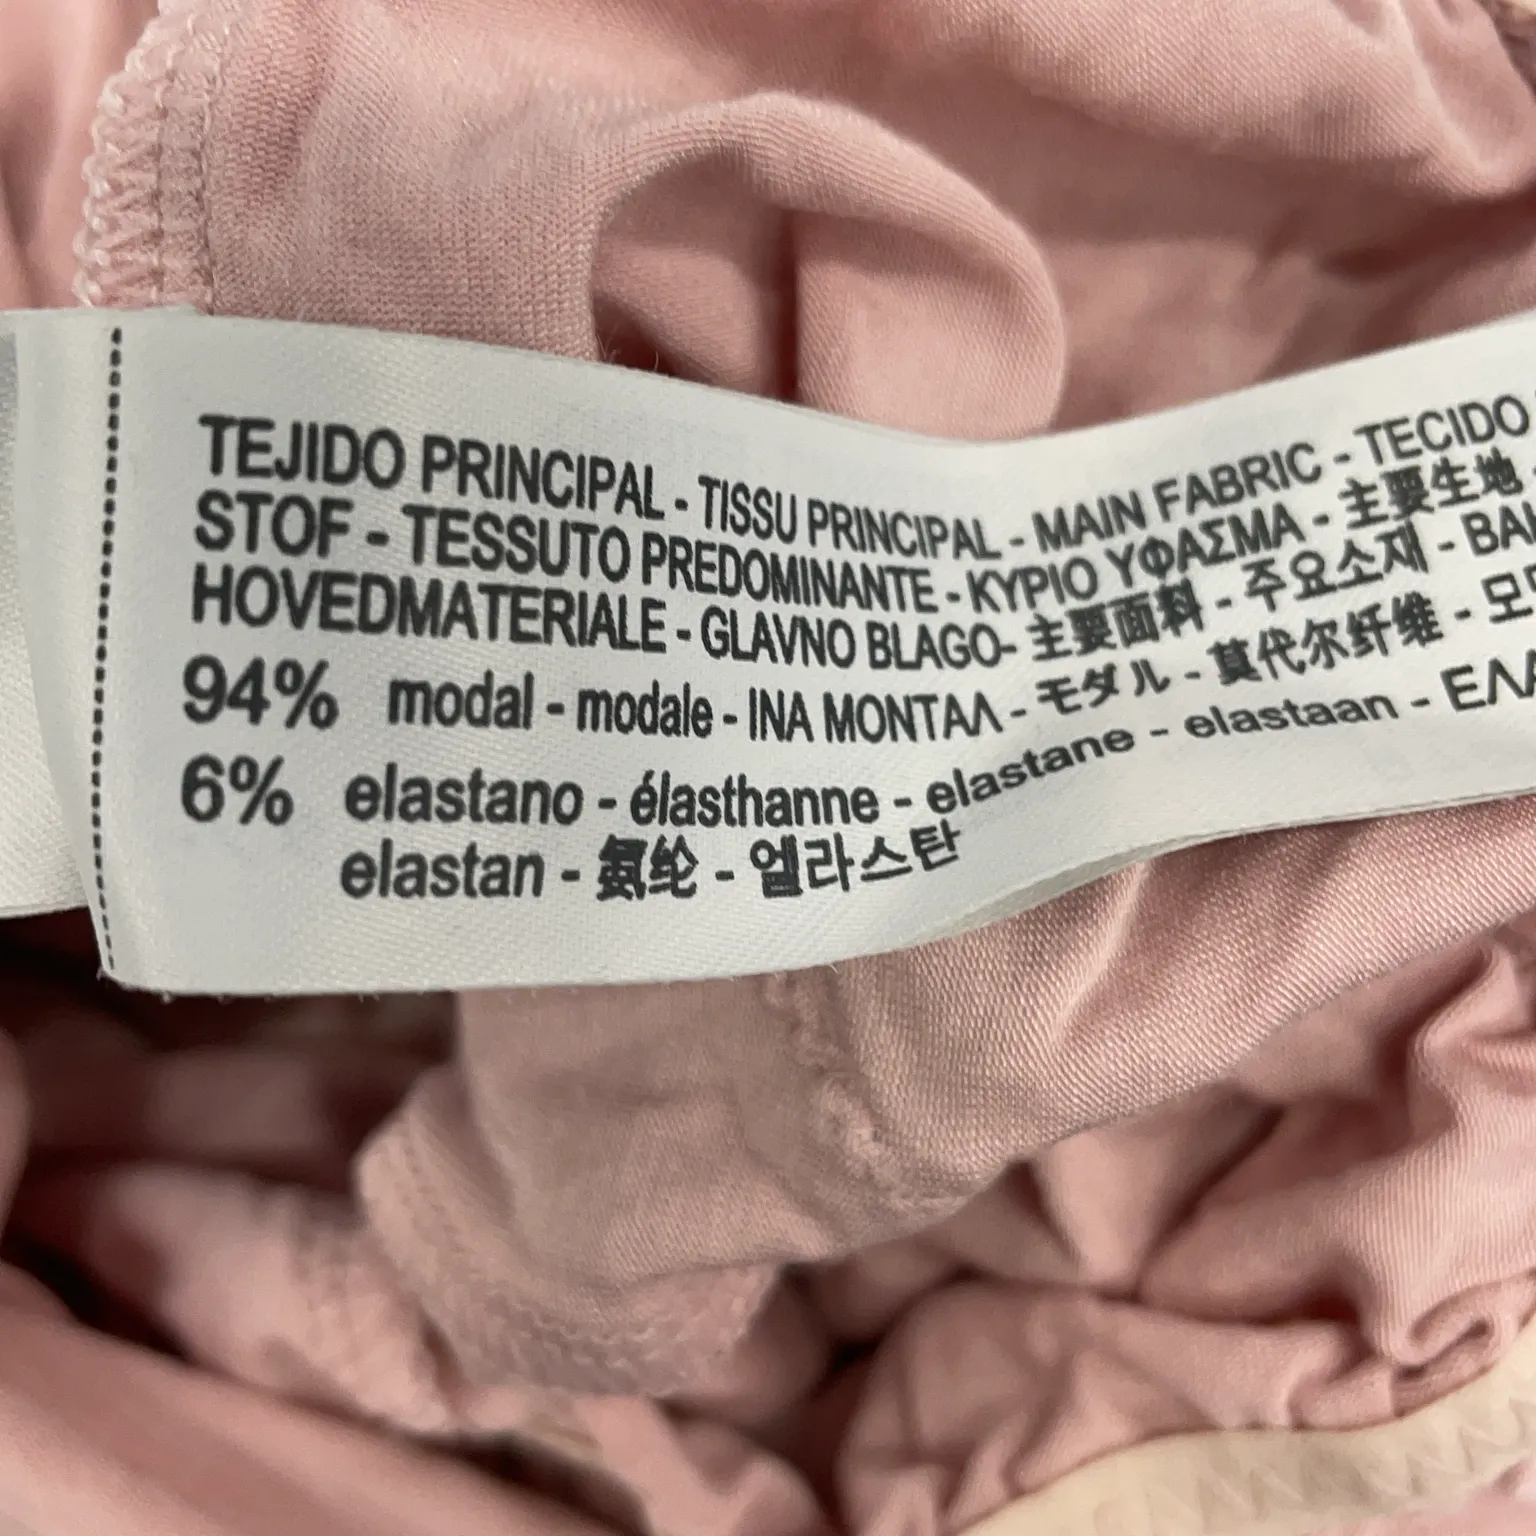 TEJIDO PRINCIPAL - TISSU PRINCIPAL - MAIN FABRIC - TECIDO
STOF - TESSUTO PREDOMINANTE - ΚΥΡΙΟ ΥΦΑΣΜΑ - 主要生地 -
HOVEDMATERIALE - GLAVNO BLAGO- 主要面料 - 주요소재 -
94% modal - modale - ΙΝΑ ΜΟΝΤΑΛ - モダル - 莫代尔纤维 -
6% elastano - élasthanne - elastane - elastaan -
elastan - 氨纶 - 엘라스탄